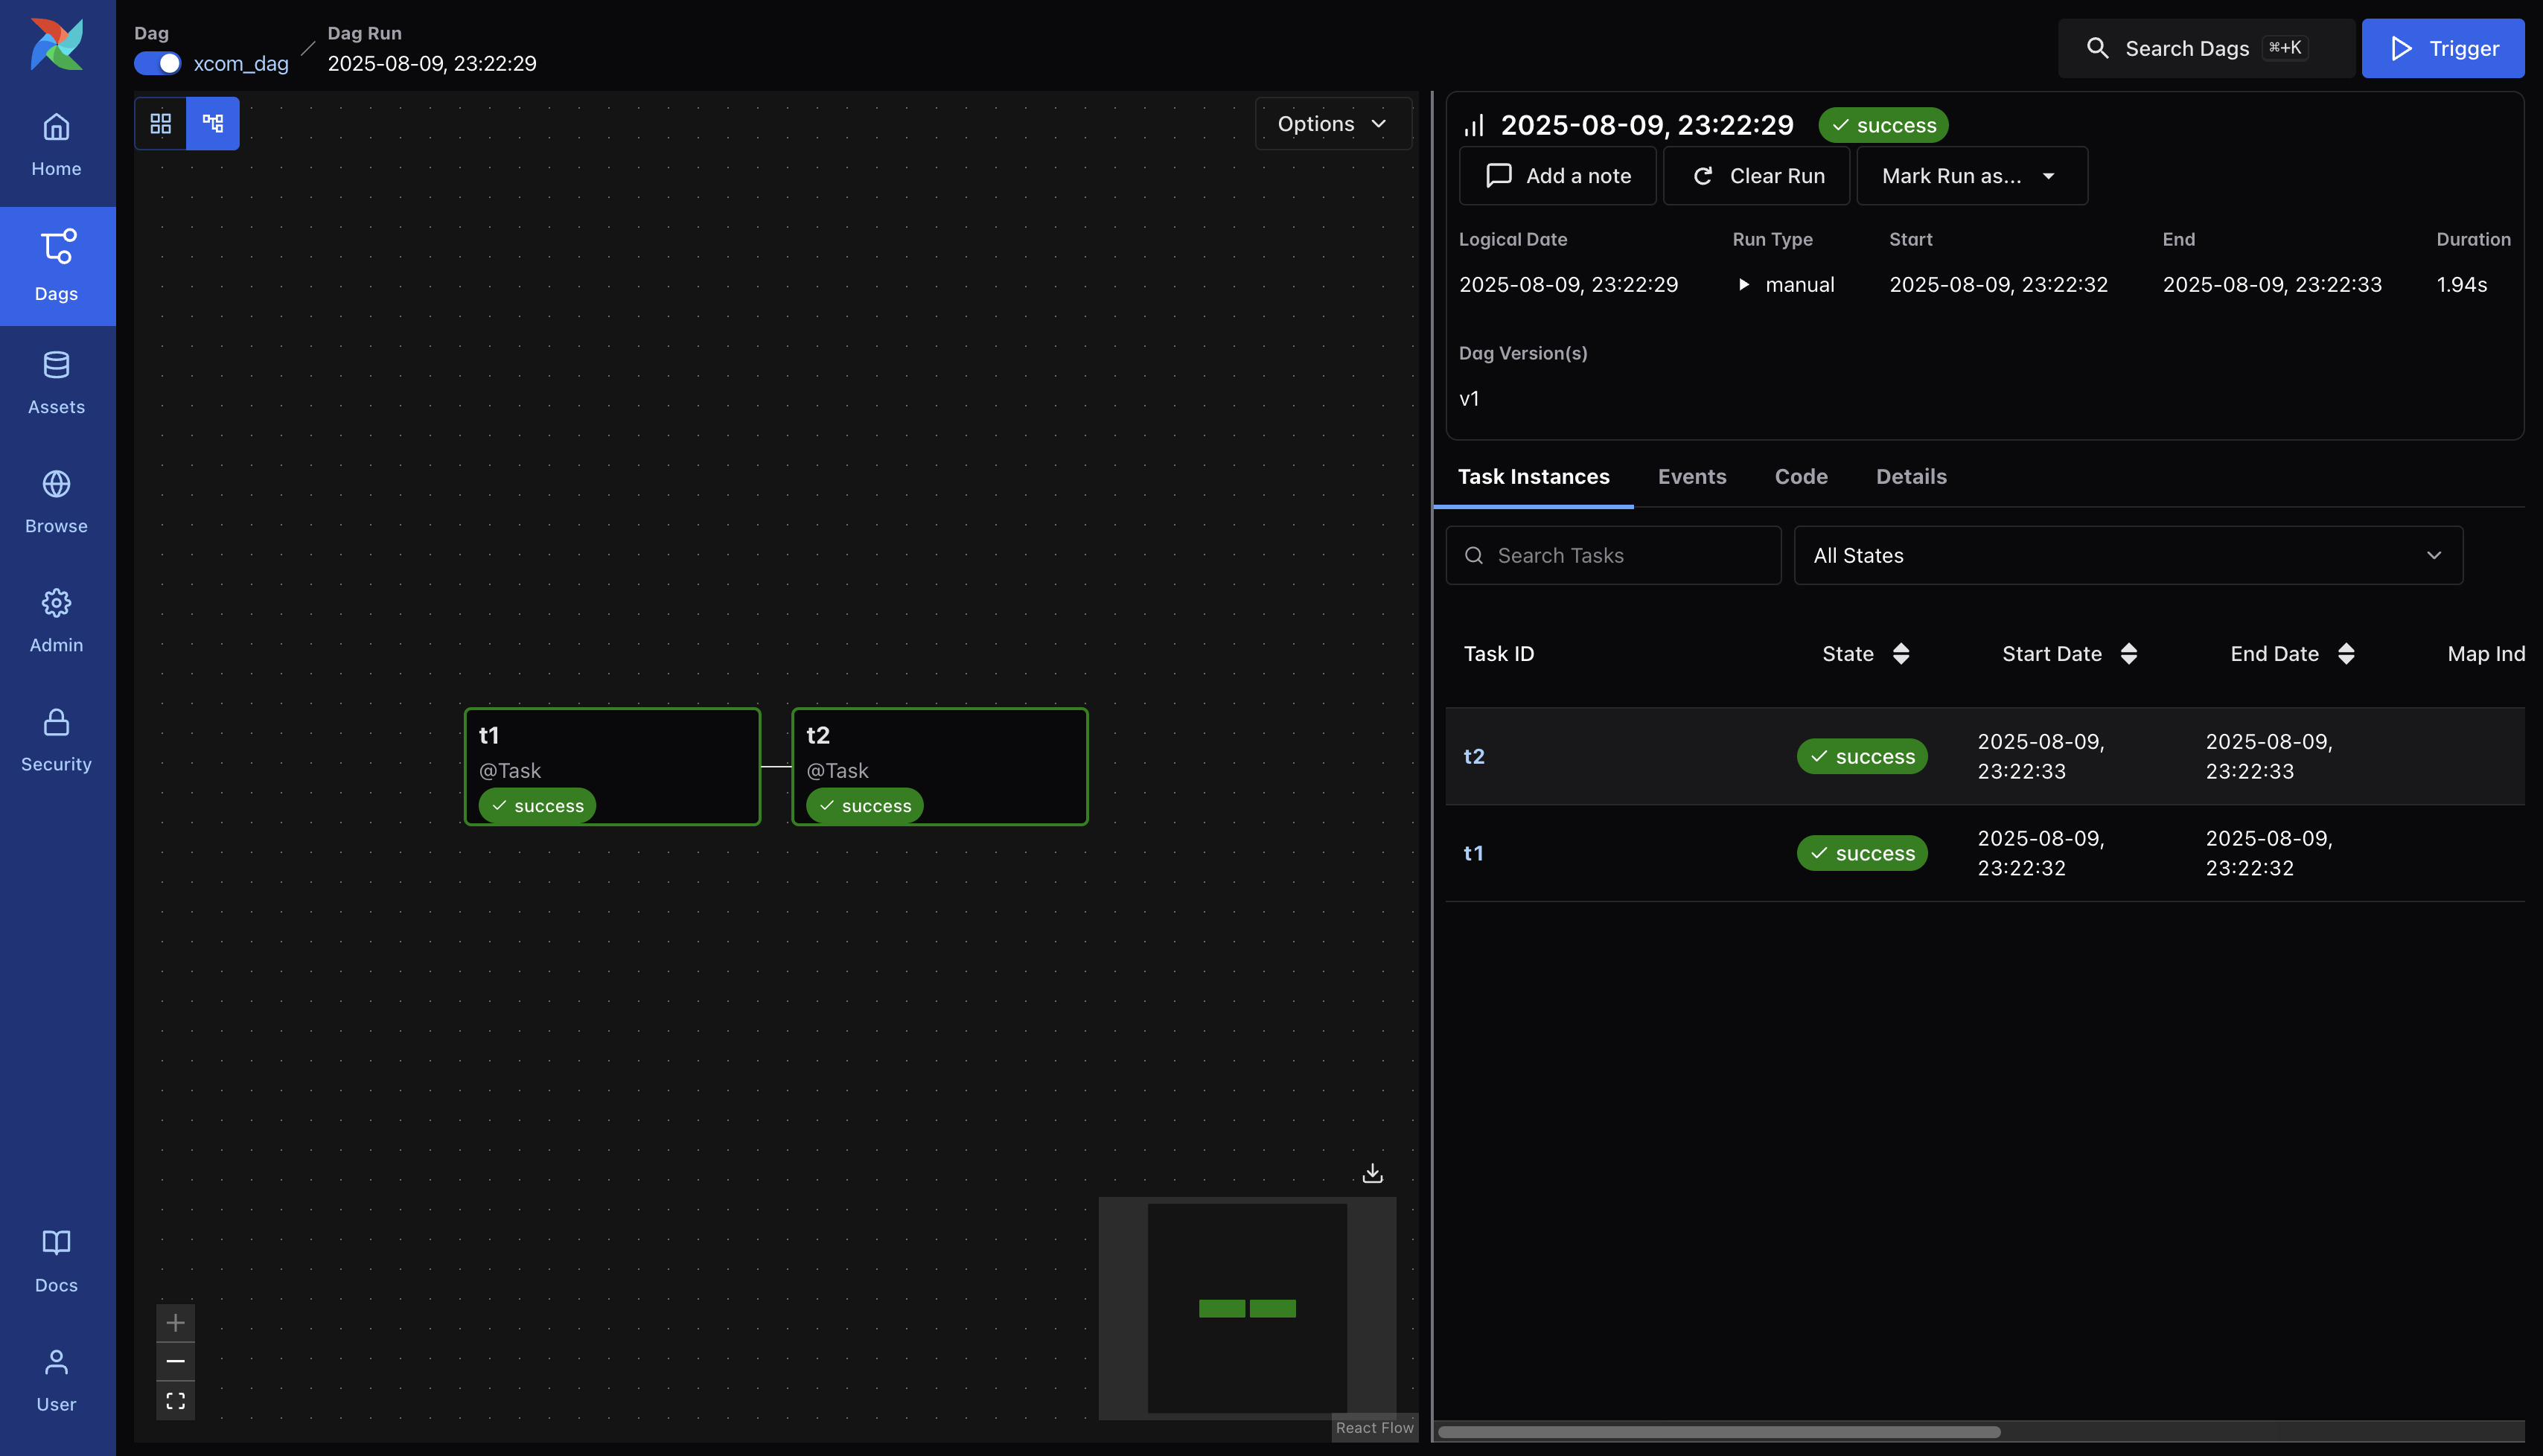 Dag
xcom_dag
Dag Run
2025-08-09, 23:22:29
Search Dags ⌘+K
Trigger
Home
Dags
Assets
Browse
Admin
Security
Docs
User
Options
t1
@Task
success
t2
@Task
success
React Flow
2025-08-09, 23:22:29 success
Add a note
Clear Run
Mark Run as...
Logical Date Run Type Start End Duration
2025-08-09, 23:22:29 manual 2025-08-09, 23:22:32 2025-08-09, 23:22:33 1.94s
Dag Version(s)
v1
Task Instances Events Code Details
Search Tasks
All States
Task ID State Start Date End Date Map Ind
t2 success 2025-08-09, 23:22:33 2025-08-09, 23:22:33
t1 success 2025-08-09, 23:22:32 2025-08-09, 23:22:32